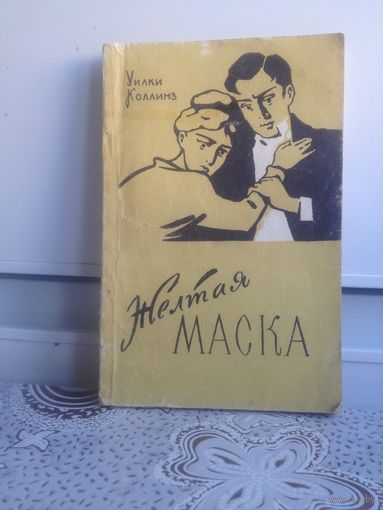 Уилки
Коллинз
Желтая
МАСКА